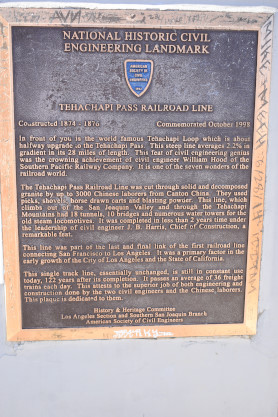 NATIONAL HISTORIC CIVIL
ENGINEERING LANDMARK
AMERICAN
SOCIETY OF
CIVIL
ENGINEERS
TEHACHAPI PASS RAILROAD LINE
Constructed 1874 - 1876
Commemorated October 1998
In front of you is the world famous Tehachapi Loop which is about
halfway upgrade to the Tehachapi Pass. This steep line averages 2.2% in
gradient in its 28 miles of length. This feat of civil engineering genius
was the crowning achievement of civil engineer William Hood of the
Southern Pacific Railway Company. It is one of the seven wonders of the
railroad world.
The Tehachapi Pass Railroad Line was cut through solid and decomposed
granite by up to 3000 Chinese laborers from Canton China. They used
picks, shovels, horse drawn carts and blasting powder. This line, which
climbs out of the San Joaquin Valley and through the Tehachapi
Mountains had 18 tunnels, 10 bridges and numerous water towers for the
old steam locomotives. It was completed in less than 2 years time under
the leadership of civil engineer J. B. Harris, Chief of Construction, a
remarkable feat.
This line was part of the last and final link of the first railroad line
connecting San Francisco to Los Angeles. It was a primary factor in the
early growth of the City of Los Angeles and the State of California.
This single track line, essentially unchanged, is still in constant use
today, 122 years after its completion. It passes an average of 36 freight
trains each day. This attests to the superior job of both engineering and
construction done by the two civil engineers and the Chinese laborers.
This plaque is dedicated to them.
History & Heritage Committee
Los Angeles Section and Southern San Joaquin Branch
American Society of Civil Engineers